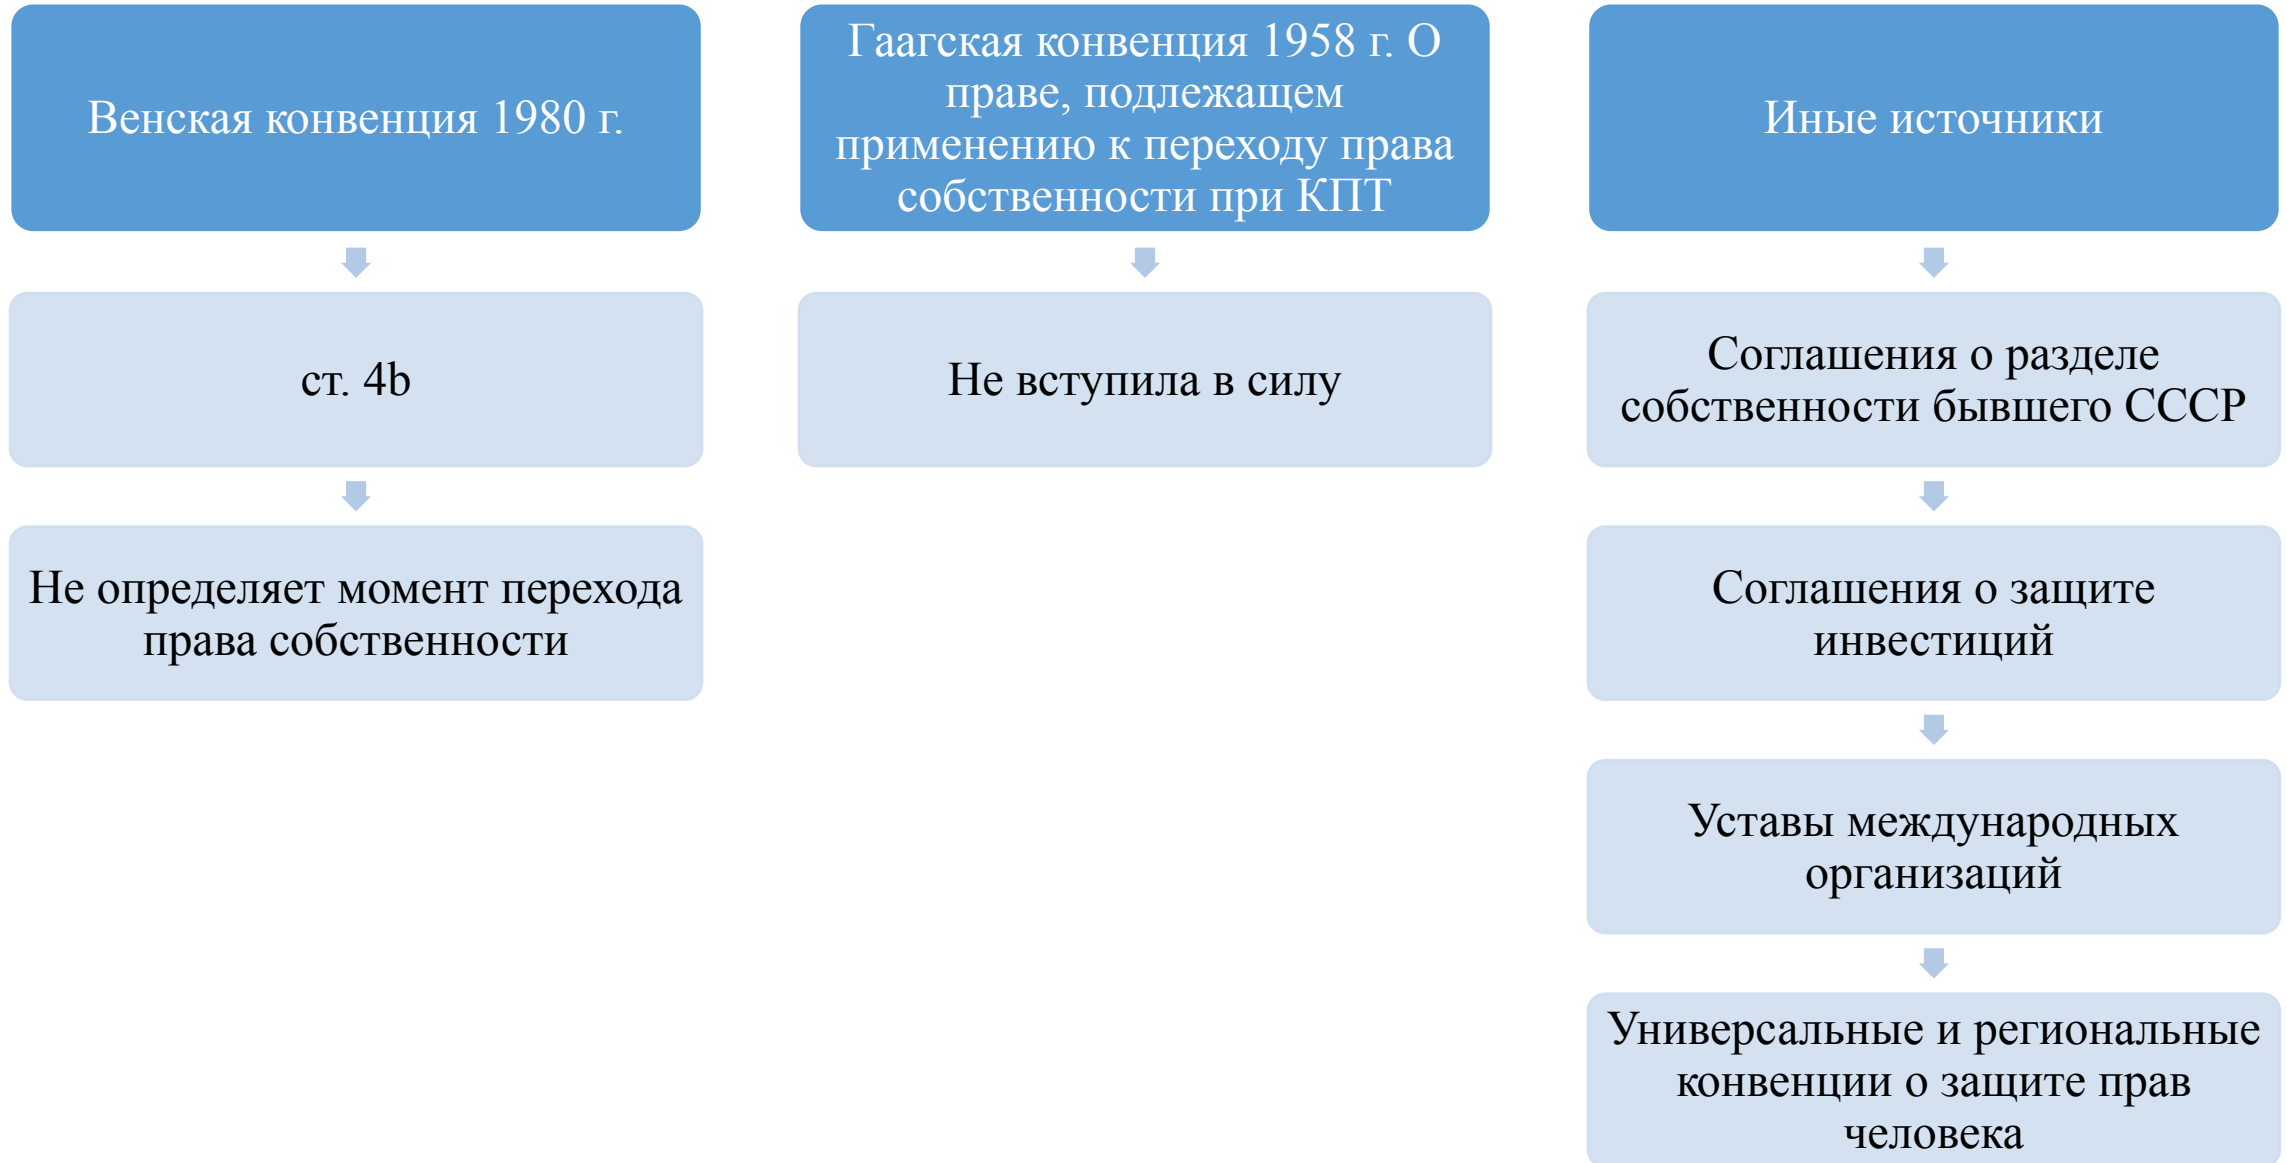 Венская конвенция 1980 г.
ст. 4b
Не определяет момент перехода
права собственности
Гаагская конвенция 1958 г. О
праве, подлежащем
применению к переходу права
собственности при КПТ
Не вступила в силу
Иные источники
Соглашения о разделе
собственности бывшего СССР
Соглашения о защите
инвестиций
Уставы международных
организаций
Универсальные и региональные
конвенции о защите прав
человека